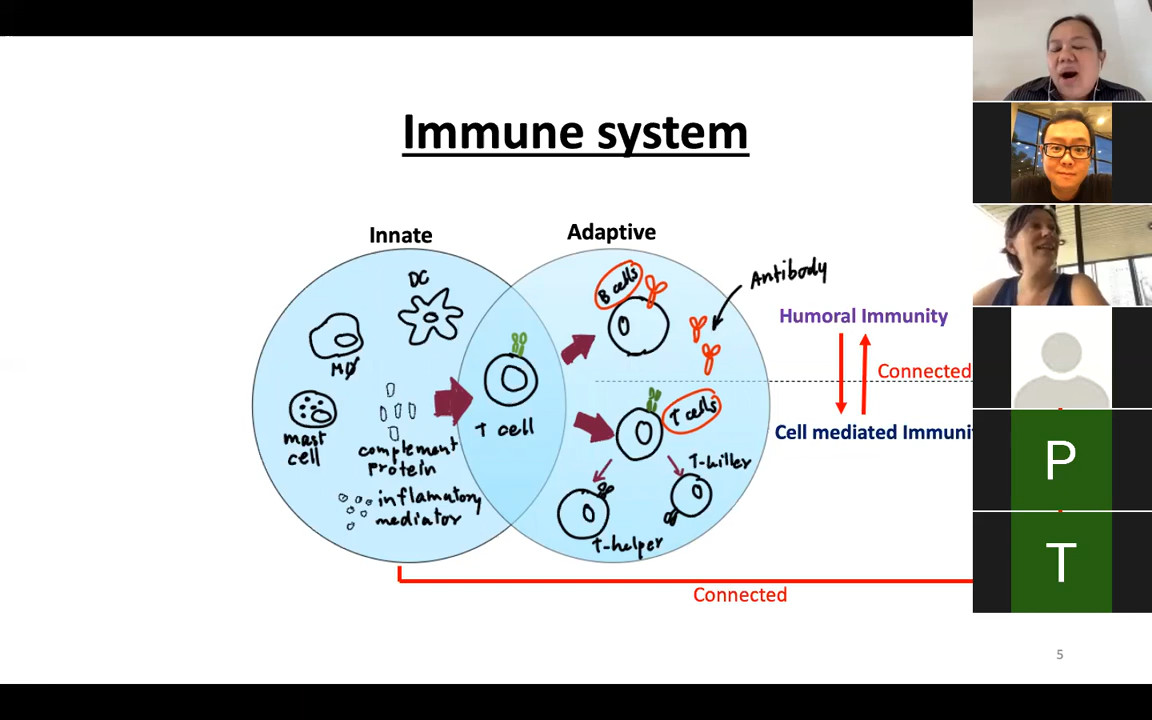 Immune system
Innate
Adaptive
DC
B cells
Antibody
Humoral Immunity
MØ
Connected
T cells
mast
cell
complement
protein
T cell
Cell mediated Immuni
T-killer
inflamatory
mediator
T-helper
Connected
P
T
5